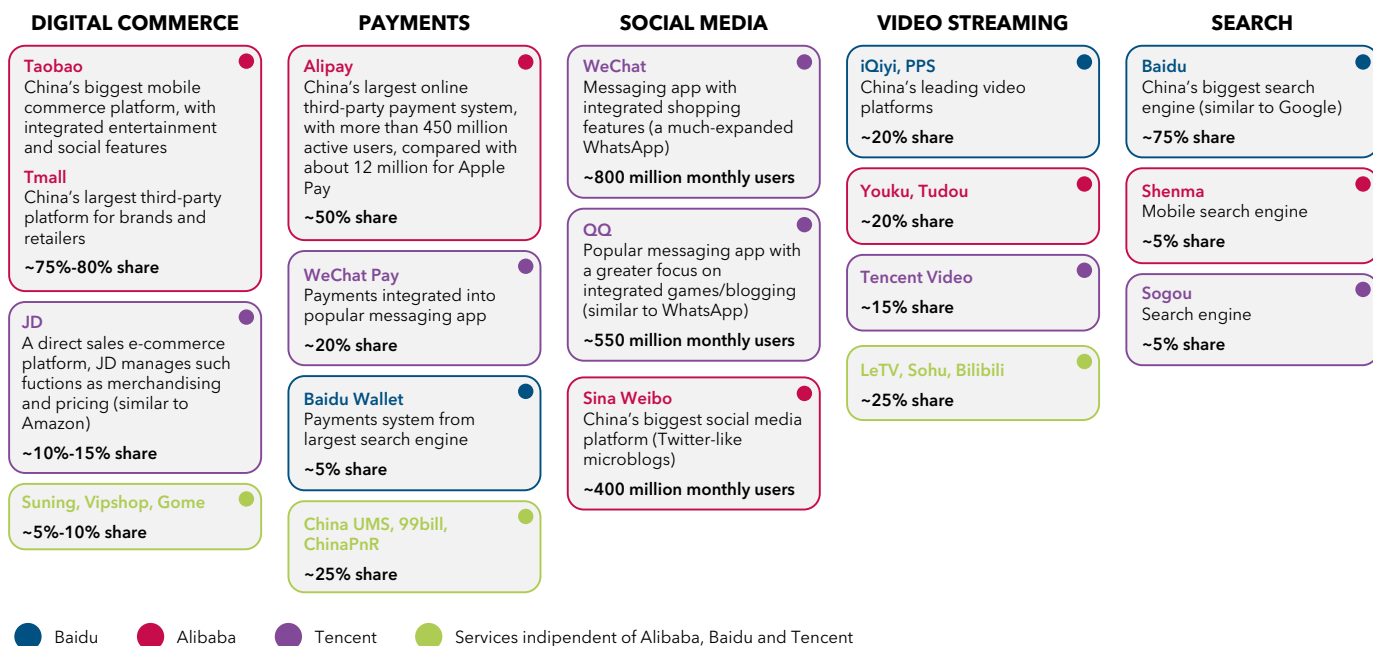 DIGITAL COMMERCE
Taobao
China's biggest mobile
commerce platform, with
integrated entertainment
and social features
Tmall
China's largest third-party
platform for brands and
retailers
~75%-80% share
JD
A direct sales e-commerce
platform, JD manages such
fuctions as merchandising
and pricing (similar to
Amazon)
~10%-15% share
Suning, Vipshop, Gome
~5%-10% share
PAYMENTS
Alipay
China's largest online
third-party payment system,
with more than 450 million
active users, compared with
about 12 million for Apple
Pay
~50% share
WeChat Pay
Payments integrated into
popular messaging app
~20% share
Baidu Wallet
Payments system from
largest search engine
~5% share
China UMS, 99bill,
ChinaPnR
~25% share
SOCIAL MEDIA
WeChat
Messaging app with
integrated shopping
features (a much-expanded
WhatsApp)
~800 million monthly users
QQ
Popular messaging app with
a greater focus on
integrated games/blogging
(similar to WhatsApp)
~550 million monthly users
Sina Weibo
China's biggest social media
platform (Twitter-like
microblogs)
~400 million monthly users
VIDEO STREAMING
iQiyi, PPS
China's leading video
platforms
~20% share
Youku, Tudou
~20% share
Tencent Video
~15% share
LeTV, Sohu, Bilibili
~25% share
SEARCH
Baidu
China's biggest search
engine (similar to Google)
~75% share
Shenma
Mobile search engine
~5% share
Sogou
Search engine
~5% share
Baidu
Alibaba
Tencent
Services indipendent of Alibaba, Baidu and Tencent